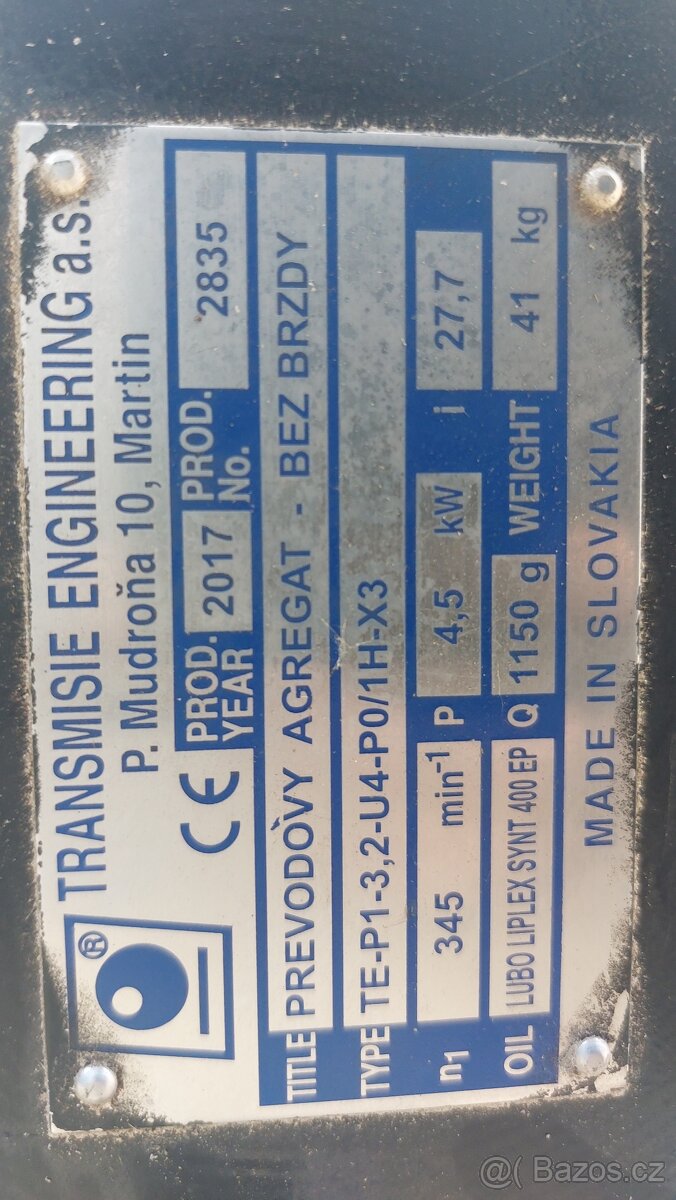 ®
TRANSMISIE ENGINEERING a.s.
P. Mudroňa 10, Martin
CE PROD. YEAR 2017 PROD. No. 2835
TITLE PREVODOVÝ AGREGAT - BEZ BRZDY
TYPE TE-P1-3,2-U4-P0/1H-X3
n1 345 min-1 P 4,5 kW i 27,7
OIL LUBO LIPLEX SYNT 400 EP Q 1150 g WEIGHT 41 kg
MADE IN SLOVAKIA
@ Bazos.cz